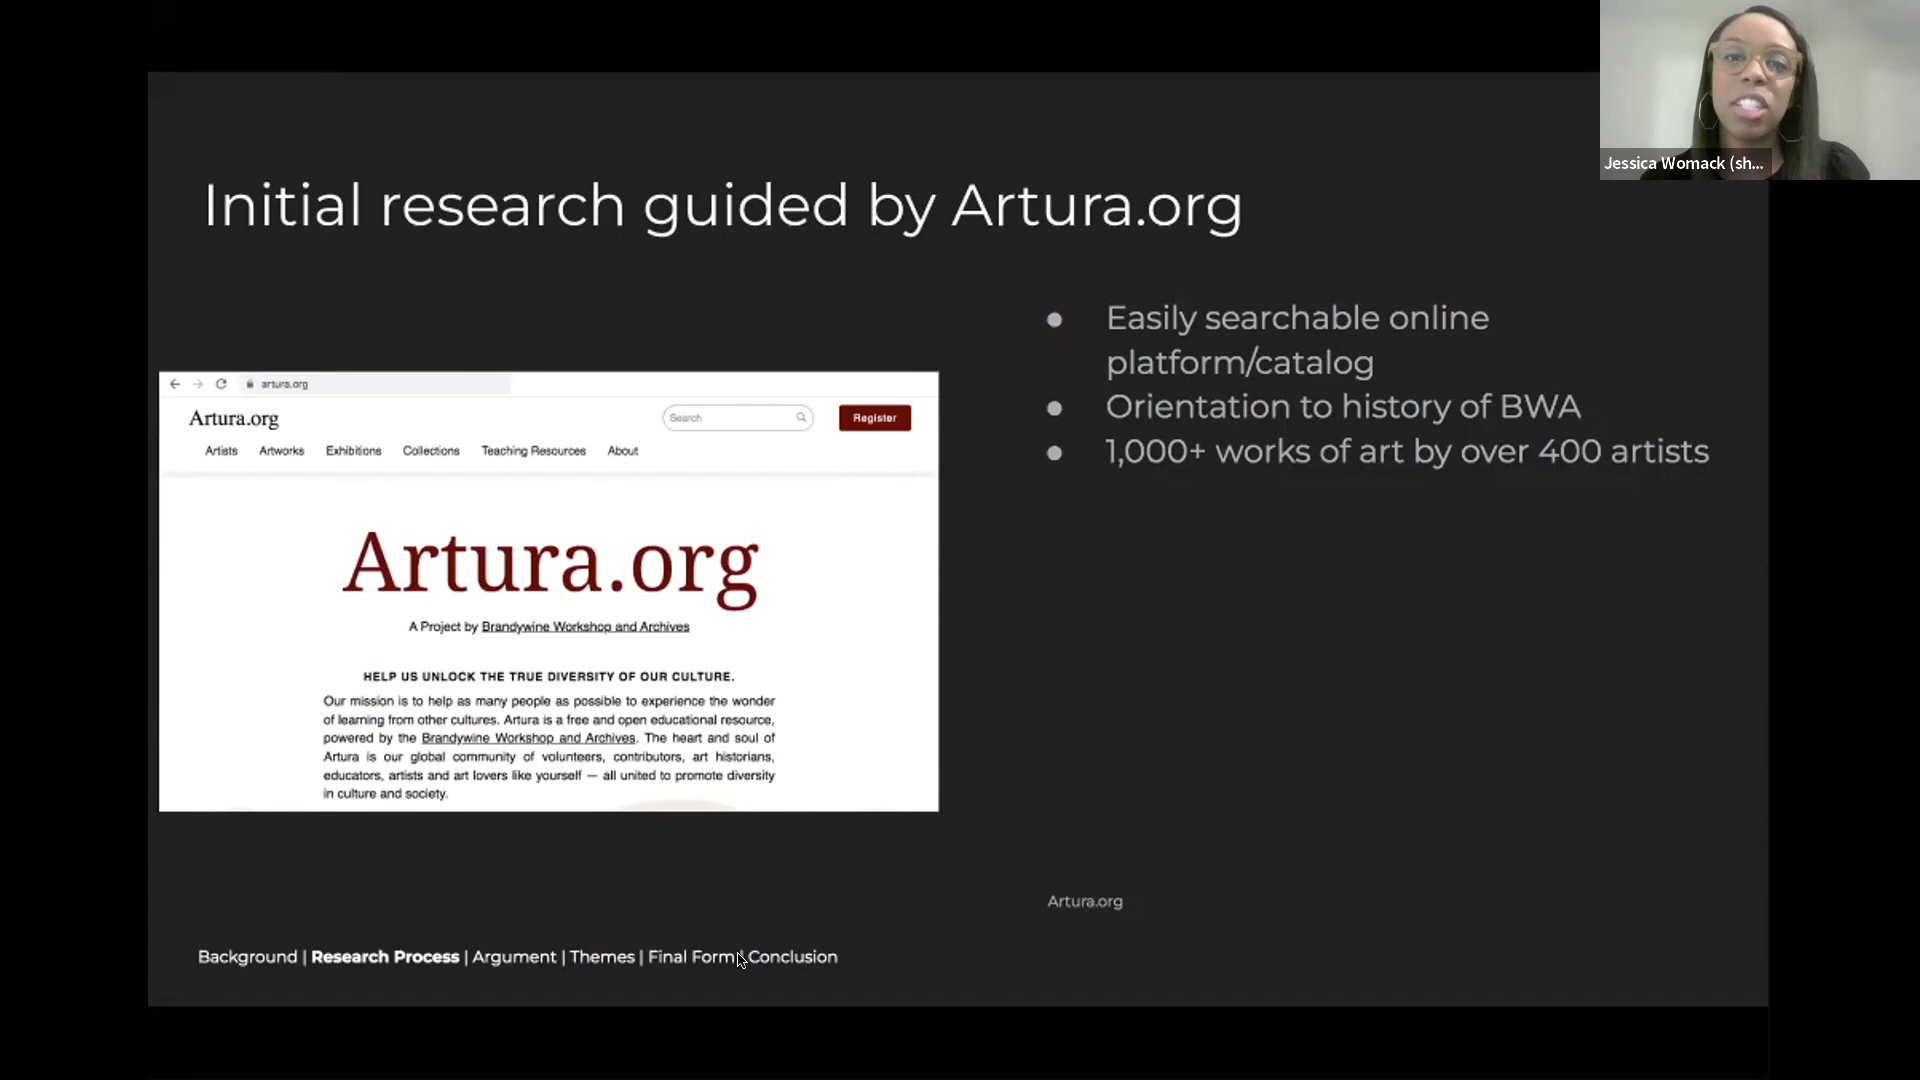 Jessica Womack (sh...
Initial research guided by Artura.org
artura.org
Artura.org
Search
Register
Artists Artworks Exhibitions Collections Teaching Resources About
Artura.org
A Project by Brandywine Workshop and Archives
HELP US UNLOCK THE TRUE DIVERSITY OF OUR CULTURE.
Our mission is to help as many people as possible to experience the wonder
of learning from other cultures. Artura is a free and open educational resource,
powered by the Brandywine Workshop and Archives. The heart and soul of
Artura is our global community of volunteers, contributors, art historians,
educators, artists and art lovers like yourself — all united to promote diversity
in culture and society.
● Easily searchable online
platform/catalog
● Orientation to history of BWA
● 1,000+ works of art by over 400 artists
Artura.org
Background | Research Process | Argument | Themes | Final Form | Conclusion